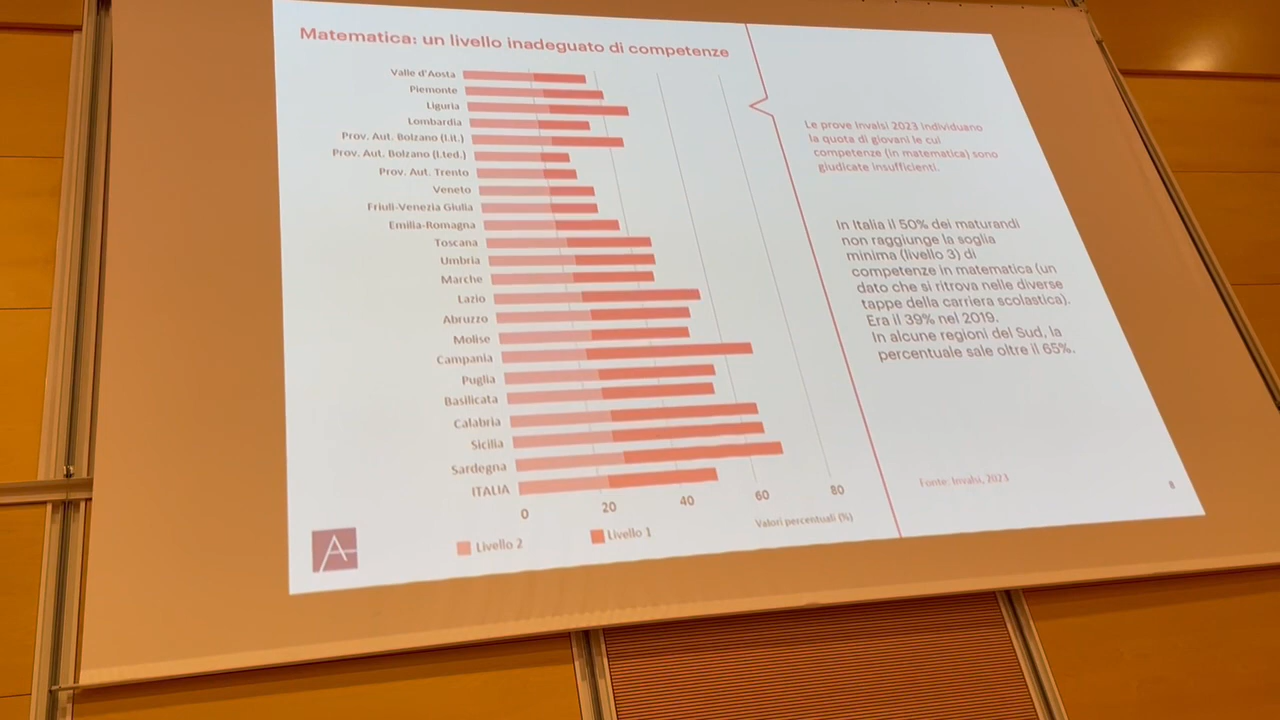 Matematica: un livello inadeguato di competenze
Valle d'Aosta
Piemonte
Liguria
Lombardia
Prov. Aut. Bolzano (l.it.)
Prov. Aut. Bolzano (l.ted.)
Prov. Aut. Trento
Veneto
Friuli-Venezia Giulia
Emilia-Romagna
Toscana
Umbria
Marche
Lazio
Abruzzo
Molise
Campania
Puglia
Basilicata
Calabria
Sicilia
Sardegna
ITALIA
0 20 40 60 80
Valori percentuali (%)
Livello 2 Livello 1
A
Le prove Invalsi 2023 individuano
la quota di giovani le cui
competenze (in matematica) sono
giudicate insufficienti.
In Italia il 50% dei maturandi
non raggiunge la soglia
minima (livello 3) di
competenze in matematica (un
dato che si ritrova nelle diverse
tappe della carriera scolastica).
Era il 39% nel 2019.
In alcune regioni del Sud, la
percentuale sale oltre il 65%.
Fonte: Invalsi, 2023
8